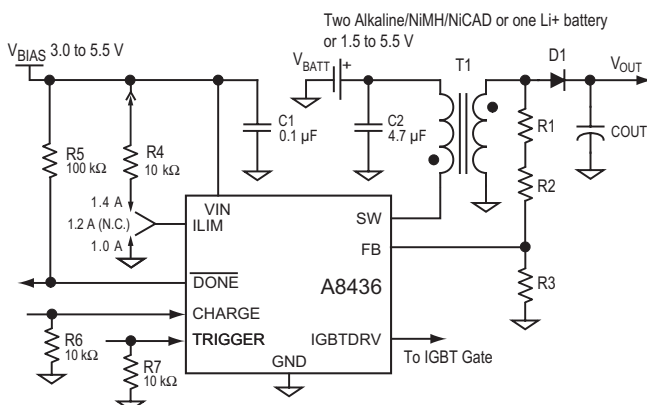 Two Alkaline/NiMH/NiCAD or one Li+ battery
or 1.5 to 5.5 V
VBIAS 3.0 to 5.5 V
VBATT
+
T1
D1
VOUT
C1
0.1 µF
C2
4.7 µF
R1
COUT
R5
100 kΩ
R4
10 kΩ
R2
1.4 A
1.2 A (N.C.)
1.0 A
VIN
ILIM
SW
FB
R3
DONE
A8436
CHARGE
TRIGGER
IGBTDRV
To IGBT Gate
GND
R6
10 kΩ
R7
10 kΩ